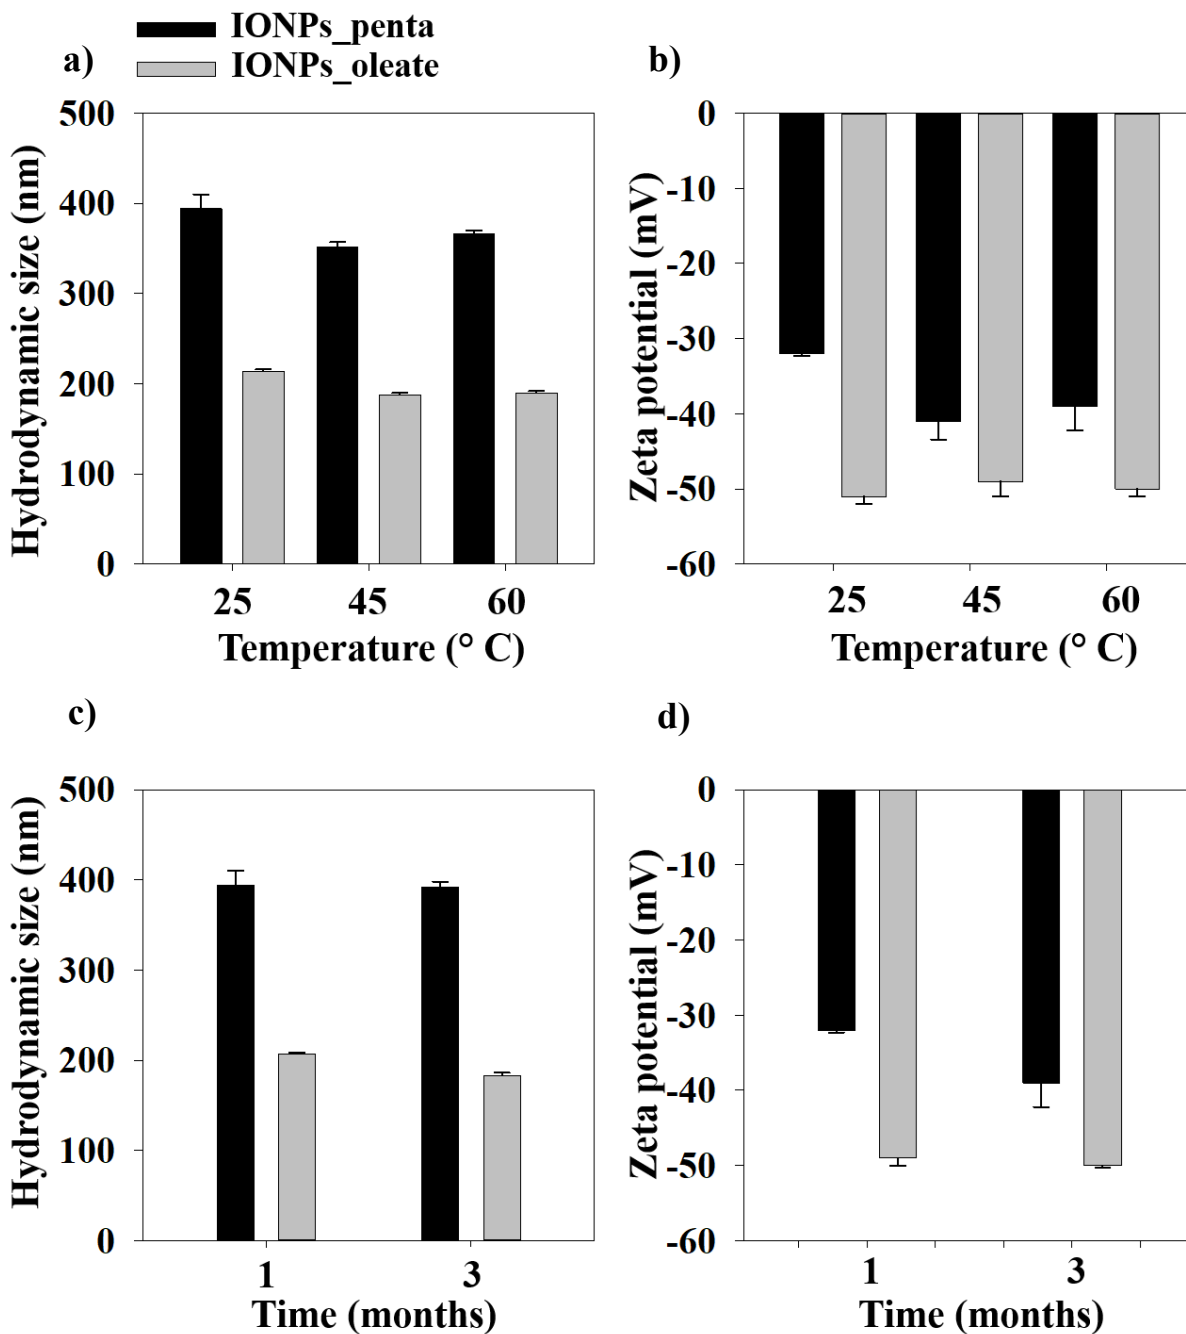 IONPs_penta
IONPs_oleate
a)
500
400
300
200
100
0
Hydrodynamic size (nm)
25 45 60
Temperature (° C)
b)
0
-10
-20
-30
-40
-50
-60
Zeta potential (mV)
25 45 60
Temperature (° C)
c)
500
400
300
200
100
0
Hydrodynamic size (nm)
1 3
Time (months)
d)
0
-10
-20
-30
-40
-50
-60
Zeta potential (mV)
1 3
Time (months)